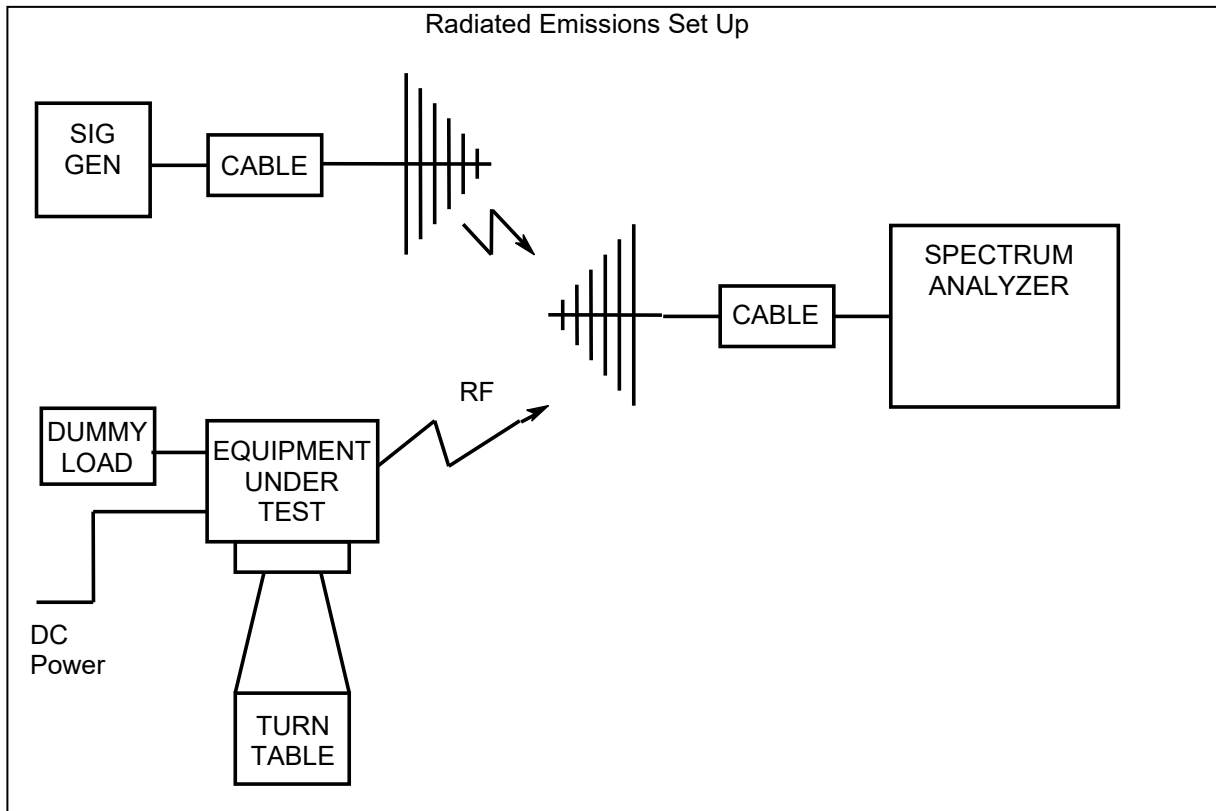 Radiated Emissions Set Up
SIG
GEN
CABLE
SPECTRUM
ANALYZER
CABLE
RF
DUMMY
LOAD
EQUIPMENT
UNDER
TEST
DC
Power
TURN
TABLE